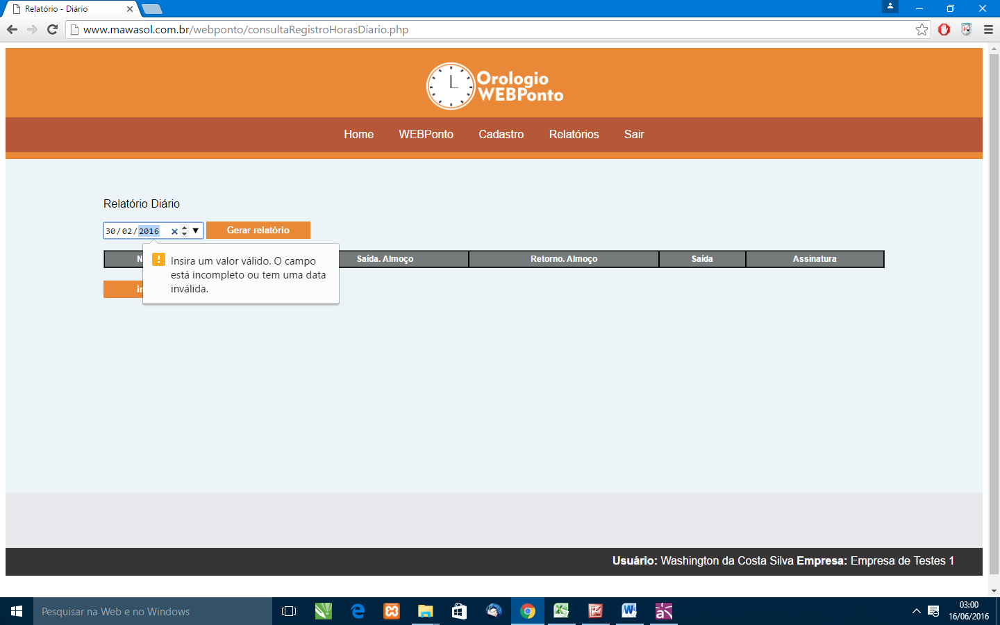 Relatório - Diário
www.mawasol.com.br/webponto/consultaRegistroHorasDiario.php
Orologio
WEBPonto
Home WEBPonto Cadastro Relatórios Sair
Relatório Diário
30/02/2016 Gerar relatório
Saída. Almoço Retorno. Almoço Saída Assinatura
Insira um valor válido. O campo
está incompleto ou tem uma data
inválida.
Usuário: Washington da Costa Silva Empresa: Empresa de Testes 1
Pesquisar na Web e no Windows
03:00
16/06/2016